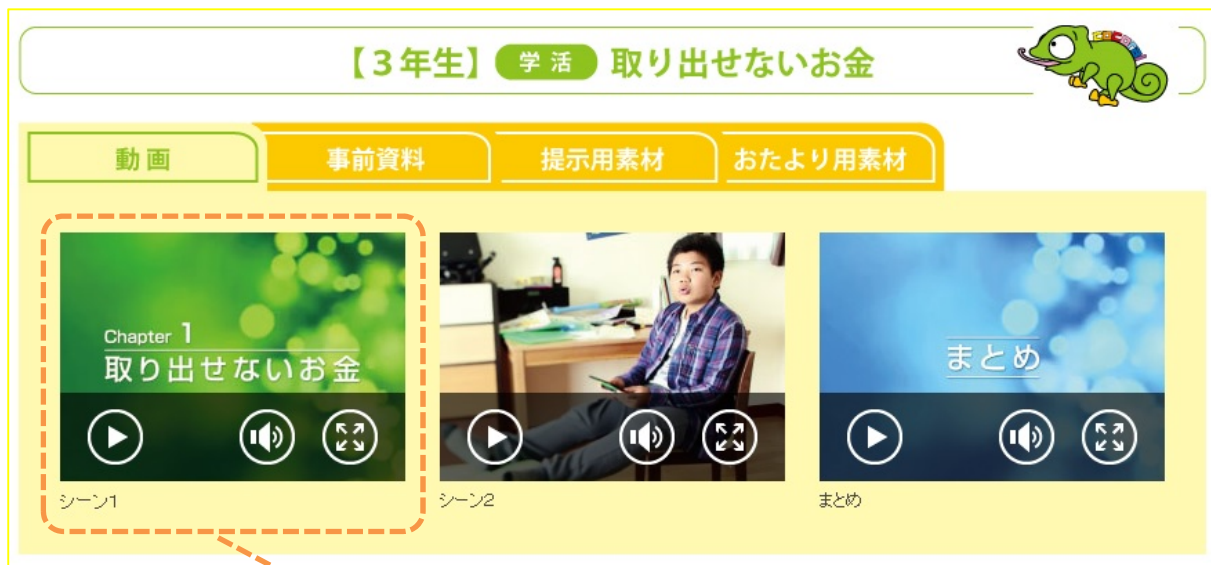 【3年生】 学活 取り出せないお金
動画 事前資料 提示用素材 おたより用素材
Chapter 1
取り出せないお金
まとめ
シーン1 シーン2 まとめ